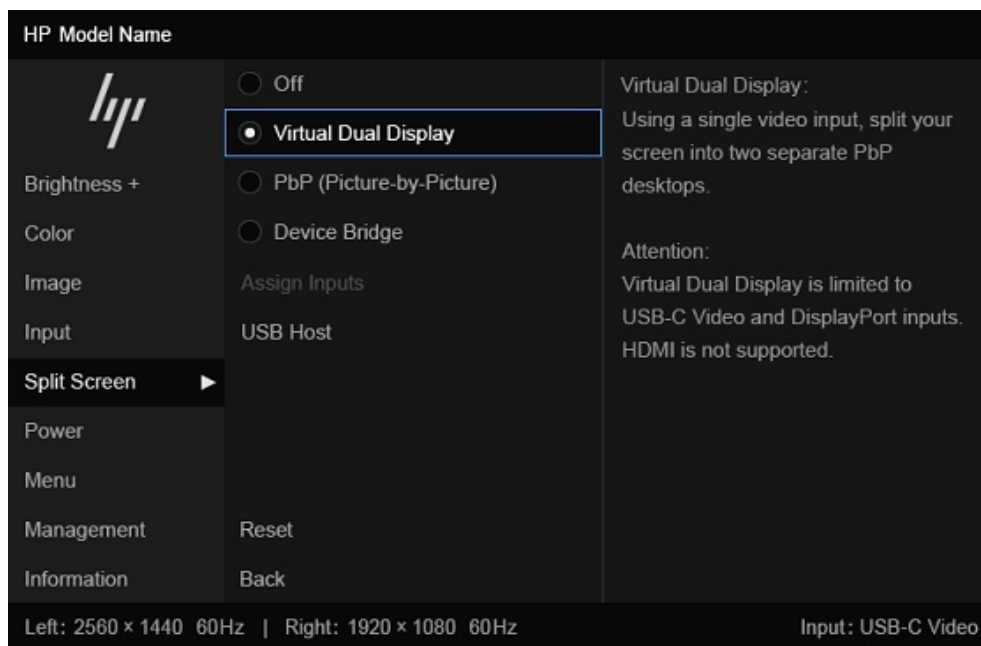 HP Model Name
hp
Brightness +
Color
Image
Input
Split Screen ▶
Power
Menu
Management
Information
Off
Virtual Dual Display
PbP (Picture-by-Picture)
Device Bridge
Assign Inputs
USB Host
Reset
Back
Virtual Dual Display:
Using a single video input, split your
screen into two separate PbP
desktops.
Attention:
Virtual Dual Display is limited to
USB-C Video and DisplayPort inputs.
HDMI is not supported.
Left: 2560 × 1440 60Hz | Right: 1920 × 1080 60Hz
Input: USB-C Video